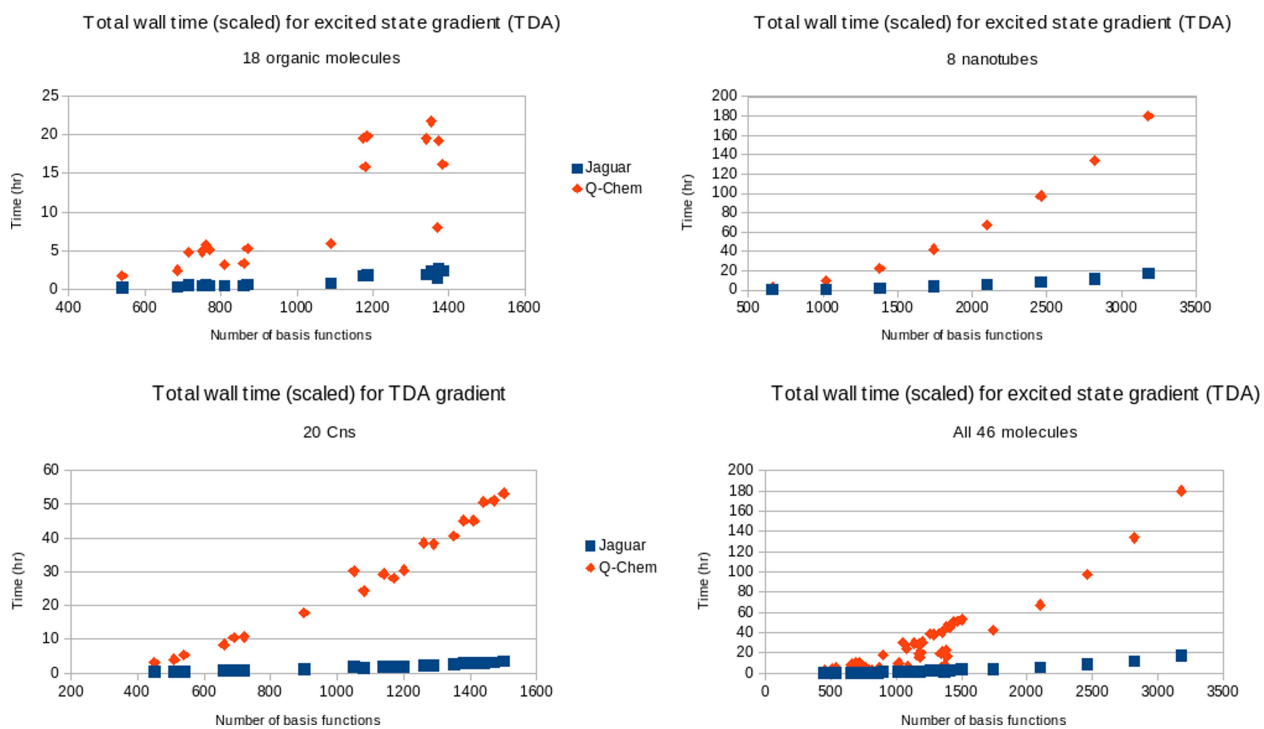 Total wall time (scaled) for excited state gradient (TDA)
18 organic molecules
25
20
15
10
5
0
Time (hr)
400 600 800 1000 1200 1400 1600
Number of basis functions
Jaguar
Q-Chem
Total wall time (scaled) for excited state gradient (TDA)
8 nanotubes
200
180
160
140
120
100
80
60
40
20
0
Time (hr)
500 1000 1500 2000 2500 3000 3500
Number of basis functions
Total wall time (scaled) for TDA gradient
20 Cns
60
50
40
30
20
10
0
Time (hr)
200 400 600 800 1000 1200 1400 1600
Number of basis functions
Jaguar
Q-Chem
Total wall time (scaled) for excited state gradient (TDA)
All 46 molecules
200
180
160
140
120
100
80
60
40
20
0
Time (hr)
0 500 1000 1500 2000 2500 3000 3500
Number of basis functions